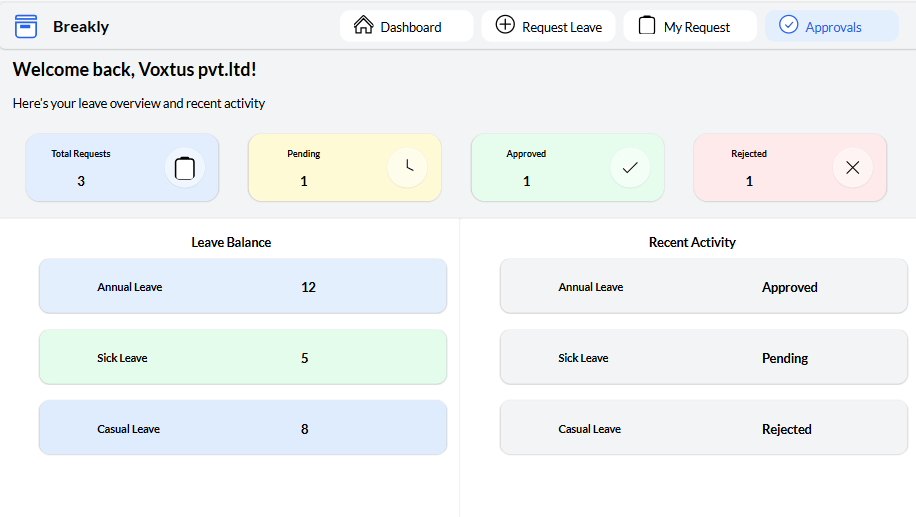 Breakly
Dashboard
Request Leave
My Request
Approvals
Welcome back, Voxtus pvt.ltd!
Here's your leave overview and recent activity
Total Requests
3
Pending
1
Approved
1
Rejected
1
Leave Balance
Annual Leave 12
Sick Leave 5
Casual Leave 8
Recent Activity
Annual Leave Approved
Sick Leave Pending
Casual Leave Rejected